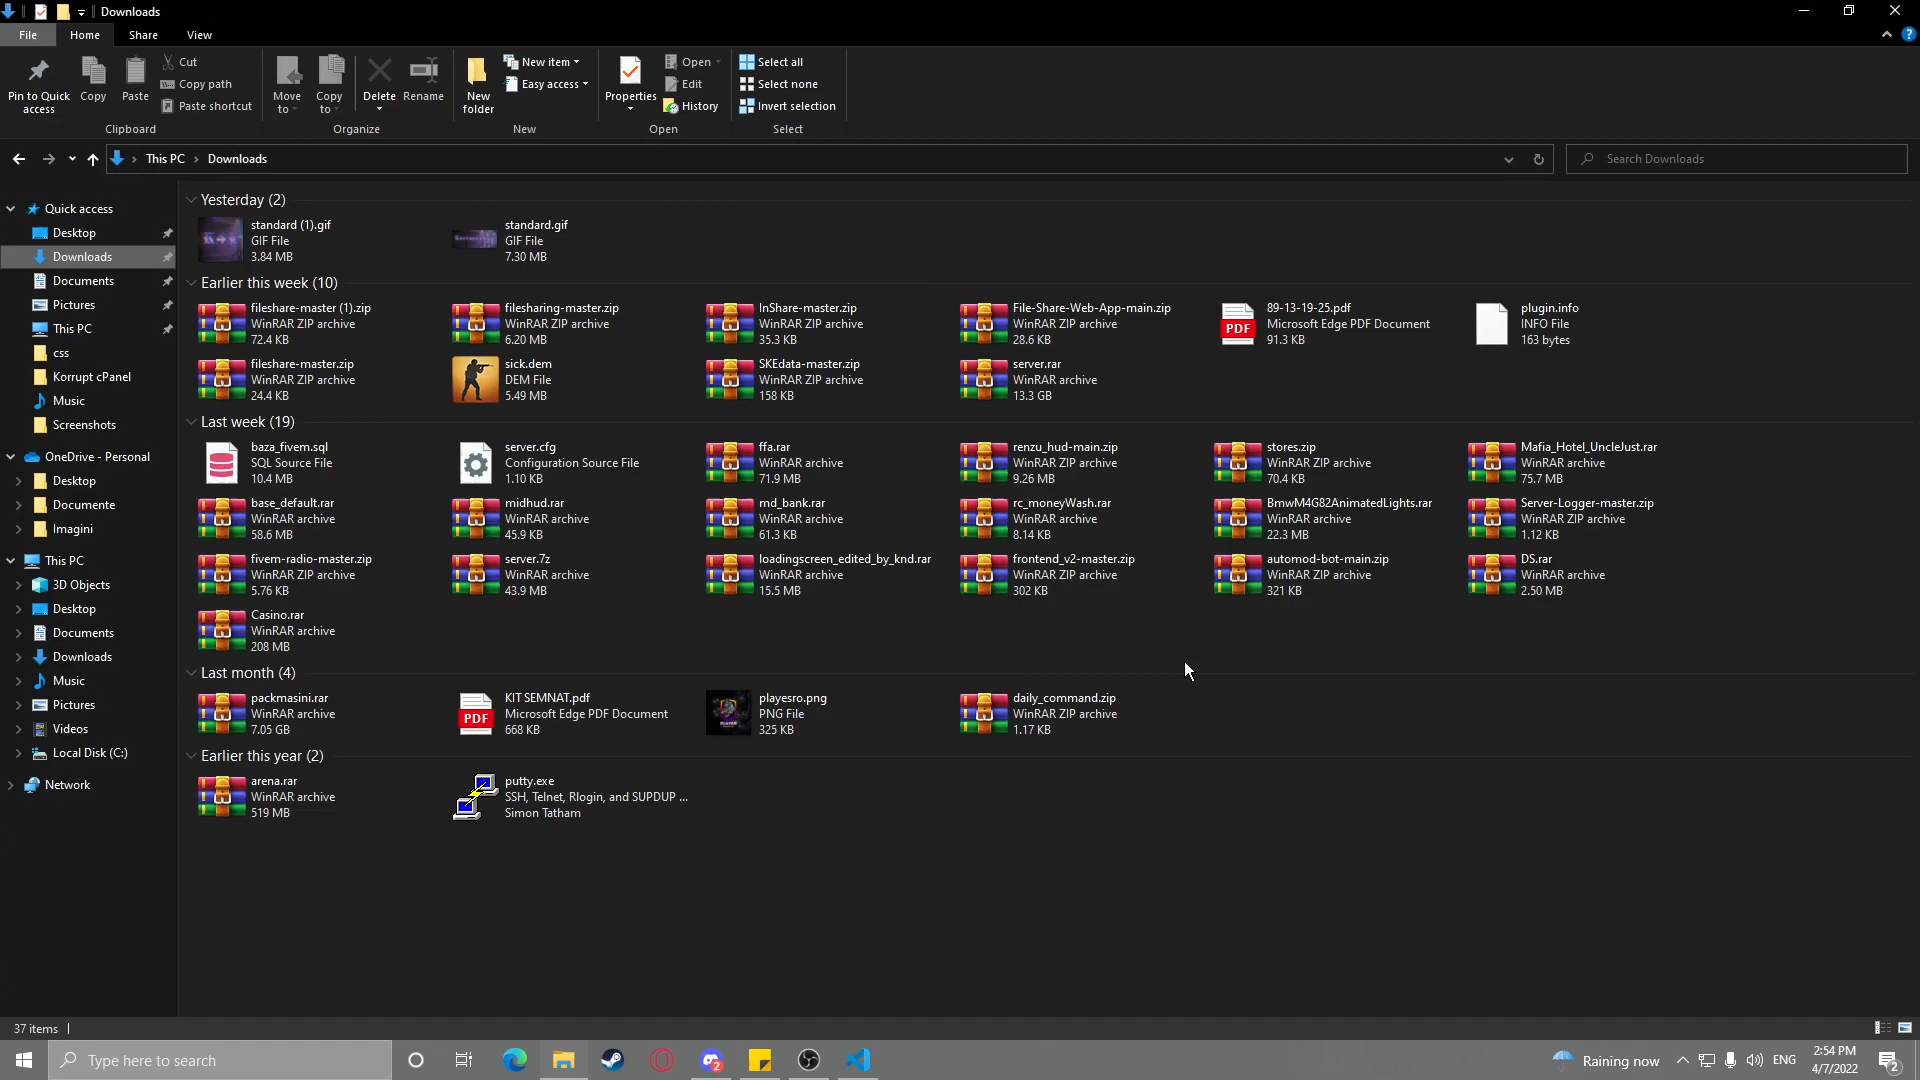 Downloads
File Home Share View
Pin to Quick access
Copy
Paste
Cut
Copy path
Paste shortcut
Clipboard
Move to
Copy to
Delete
Rename
Organize
New folder
New item
Easy access
New
Properties
Open
Edit
History
Open
Select all
Select none
Invert selection
Select
This PC > Downloads
Search Downloads
Quick access
Desktop
Downloads
Documents
Pictures
This PC
css
Korrupt cPanel
Music
Screenshots
OneDrive - Personal
Desktop
Documente
Imagini
This PC
3D Objects
Desktop
Documents
Downloads
Music
Pictures
Videos
Local Disk (C:)
Network
Yesterday (2)
standard (1).gif
GIF File
3.84 MB
standard.gif
GIF File
7.30 MB
Earlier this week (10)
fileshare-master (1).zip
WinRAR ZIP archive
72.4 KB
filesharing-master.zip
WinRAR ZIP archive
6.20 MB
InShare-master.zip
WinRAR ZIP archive
35.3 KB
File-Share-Web-App-main.zip
WinRAR ZIP archive
28.6 KB
89-13-19-25.pdf
Microsoft Edge PDF Document
91.3 KB
PDF
plugin.info
INFO File
163 bytes
fileshare-master.zip
WinRAR ZIP archive
24.4 KB
sick.dem
DEM File
5.49 MB
SKEdata-master.zip
WinRAR ZIP archive
158 KB
server.rar
WinRAR archive
13.3 GB
Last week (19)
baza_fivem.sql
SQL Source File
10.4 MB
server.cfg
Configuration Source File
1.10 KB
ffa.rar
WinRAR archive
71.9 MB
renzu_hud-main.zip
WinRAR ZIP archive
9.26 MB
stores.zip
WinRAR ZIP archive
70.4 KB
Mafia_Hotel_UncleJust.rar
WinRAR archive
75.7 MB
base_default.rar
WinRAR archive
58.6 MB
midhud.rar
WinRAR archive
45.9 KB
md_bank.rar
WinRAR archive
61.3 KB
rc_moneyWash.rar
WinRAR archive
8.14 KB
BmwM4G82AnimatedLights.rar
WinRAR archive
22.3 MB
Server-Logger-master.zip
WinRAR ZIP archive
1.12 KB
fivem-radio-master.zip
WinRAR ZIP archive
5.76 KB
server.7z
WinRAR archive
43.9 MB
loadingscreen_edited_by_knd.rar
WinRAR archive
15.5 MB
frontend_v2-master.zip
WinRAR ZIP archive
302 KB
automod-bot-main.zip
WinRAR ZIP archive
321 KB
DS.rar
WinRAR archive
2.50 MB
Casino.rar
WinRAR archive
208 MB
Last month (4)
packmasini.rar
WinRAR archive
7.05 GB
PDF
KIT SEMNAT.pdf
Microsoft Edge PDF Document
668 KB
playesro.png
PNG File
325 KB
daily_command.zip
WinRAR ZIP archive
1.17 KB
Earlier this year (2)
arena.rar
WinRAR archive
519 MB
putty.exe
SSH, Telnet, Rlogin, and SUPDUP ...
Simon Tatham
37 items
Type here to search
2
Raining now
ENG
2:54 PM
4/7/2022
2